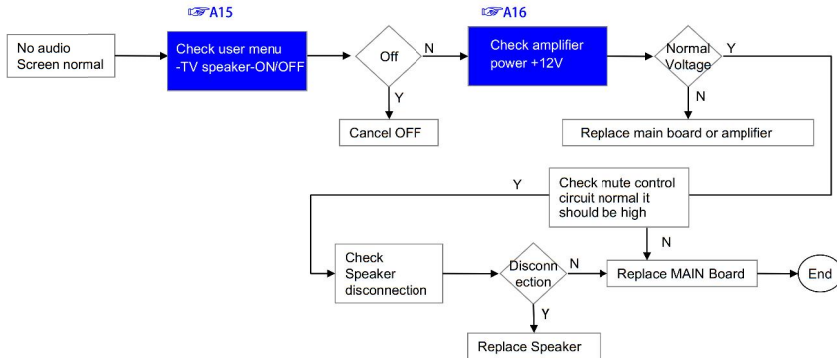 ☞A15
☞A16
No audio
Screen normal
Check user menu
-TV speaker-ON/OFF
Off
N
Check amplifier
power +12V
Normal
Voltage
Y
Y
N
Cancel OFF
Replace main board or amplifier
Y
Check mute control
circuit normal it
should be high
N
Check
Speaker
disconnection
Disconn
ection
N
Replace MAIN Board
End
Y
Replace Speaker